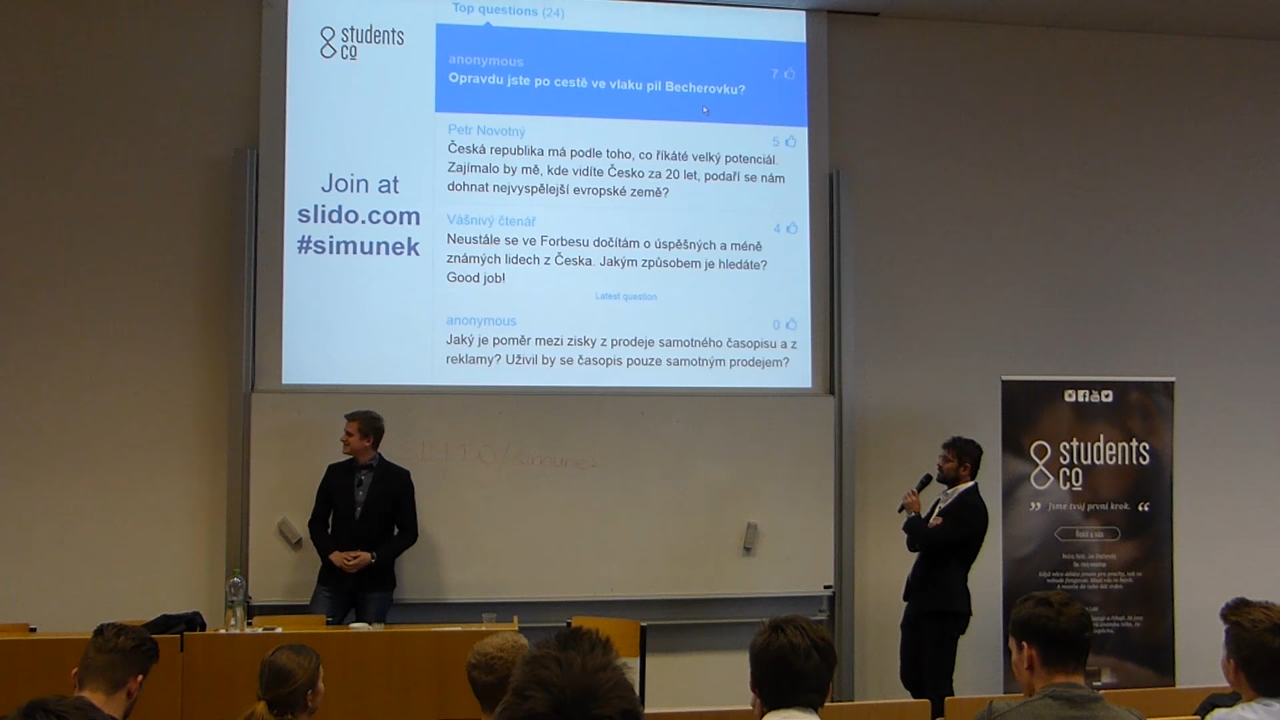 Top questions (24)
students
co
anonymous
7
Opravdu jste po cestě ve vlaku pil Becherovku?
Petr Novotný
5
Česká republika má podle toho, co říkáté velký potenciál.
Zajímalo by mě, kde vidíte Česko za 20 let, podaří se nám
dohnat nejvyspělejší evropské země?
Join at
slido.com
#simunek
Vášnivý čtenář
4
Neustále se ve Forbesu dočítám o úspěšných a méně
známých lidech z Česka. Jakým způsobem je hledáte?
Good job!
Latest question
anonymous
0
Jaký je poměr mezi zisky z prodeje samotného časopisu a z
reklamy? Uživil by se časopis pouze samotným prodejem?
/simunek
students
co
Jsme tvůj první krok.